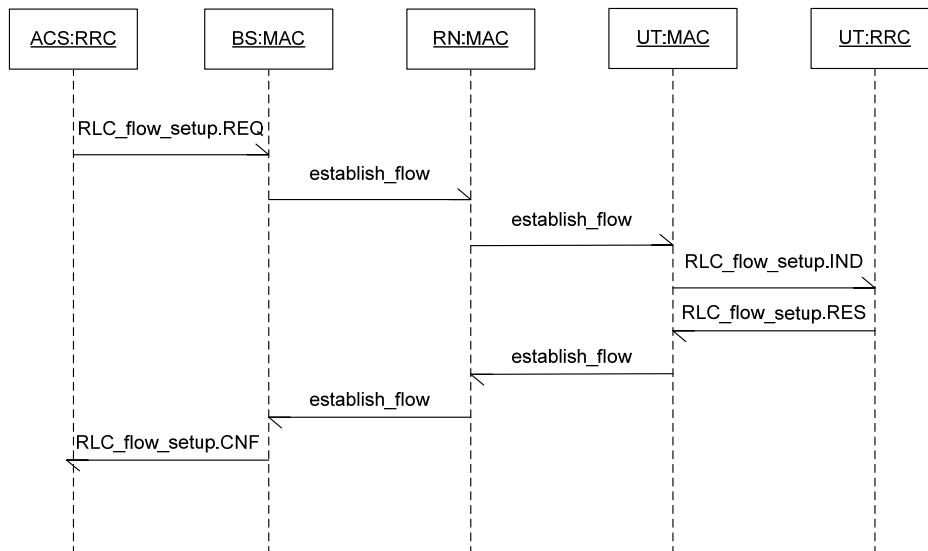 ACS:RRC
BS:MAC
RN:MAC
UT:MAC
UT:RRC
RLC_flow_setup.REQ
establish_flow
establish_flow
RLC_flow_setup.IND
RLC_flow_setup.RES
establish_flow
establish_flow
RLC_flow_setup.CNF